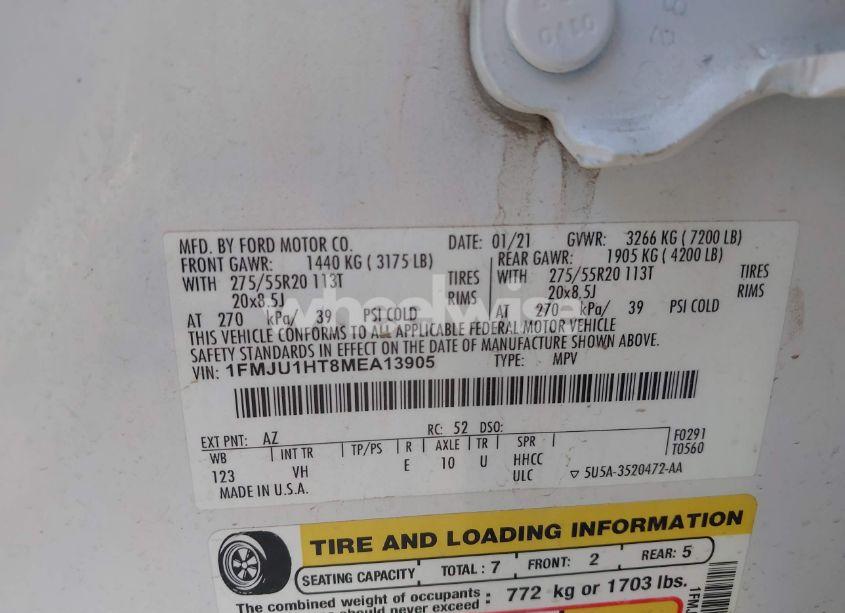 0170
MFD. BY FORD MOTOR CO. DATE: 01/21 GVWR: 3266 KG ( 7200 LB)
FRONT GAWR: 1440 KG ( 3175 LB) REAR GAWR: 1905 KG ( 4200 LB)
WITH 275/55R20 113T TIRES WITH 275/55R20 113T TIRES
20x8.5J RIMS 20x8.5J RIMS
AT 270 kPa/ 39 PSI COLD AT 270 kPa/ 39 PSI COLD
wheelwise
THIS VEHICLE CONFORMS TO ALL APPLICABLE FEDERAL MOTOR VEHICLE
SAFETY STANDARDS IN EFFECT ON THE DATE OF MANUFACTURE SHOWN ABOVE.
VIN: 1FMJU1HT8MEA13905 TYPE: MPV
EXT PNT: AZ RC: 52 DSO: F0291
WB INT TR TP/PS R AXLE TR SPR T0560
123 VH E 10 U HHCC
ULC ▽ 5U5A-3520472-AA
MADE IN U.S.A.
TIRE AND LOADING INFORMATION
SEATING CAPACITY TOTAL : 7 FRONT: 2 REAR: 5
The combined weight of occupants : 772 kg or 1703 lbs.
should never exceed
1FMJ